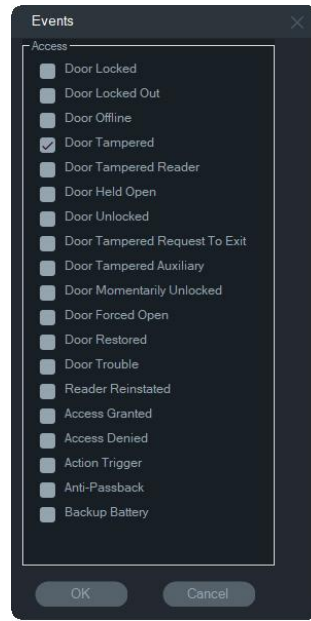 Events
Access
Door Locked
Door Locked Out
Door Offline
Door Tampered
Door Tampered Reader
Door Held Open
Door Unlocked
Door Tampered Request To Exit
Door Tampered Auxiliary
Door Momentarily Unlocked
Door Forced Open
Door Restored
Door Trouble
Reader Reinstated
Access Granted
Access Denied
Action Trigger
Anti-Passback
Backup Battery
OK
Cancel